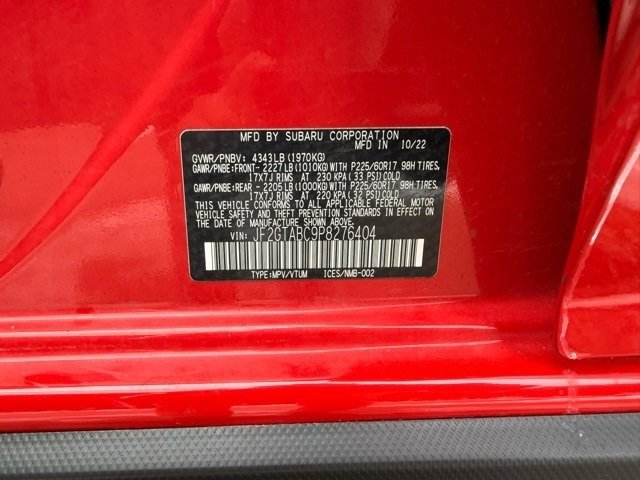 MFD BY SUBARU CORPORATION
MFD IN 10/22
GVWR/PNBV: 4343LB(1970KG)
GAWR/PNBE:FRONT- 2227LB(1010KG)WITH P225/60R17 98H TIRES,
17X7J RIMS AT 230 KPA(33 PSI)COLD
GAWR/PNBE:REAR - 2205LB(1000KG)WITH P225/60R17 98H TIRES,
17X7J RIMS AT 220 KPA(32 PSI)COLD
THIS VEHICLE CONFORMS TO ALL APPLICABLE FEDERAL MOTOR
VEHICLE SAFETY AND THEFT PREVENTION STANDARDS IN EFFECT
ON THE DATE OF MANUFACTURE SHOWN ABOVE.
VIN: JF2GTABC9P8276404
TYPE:MPV/VTUM ICES/NMB-002